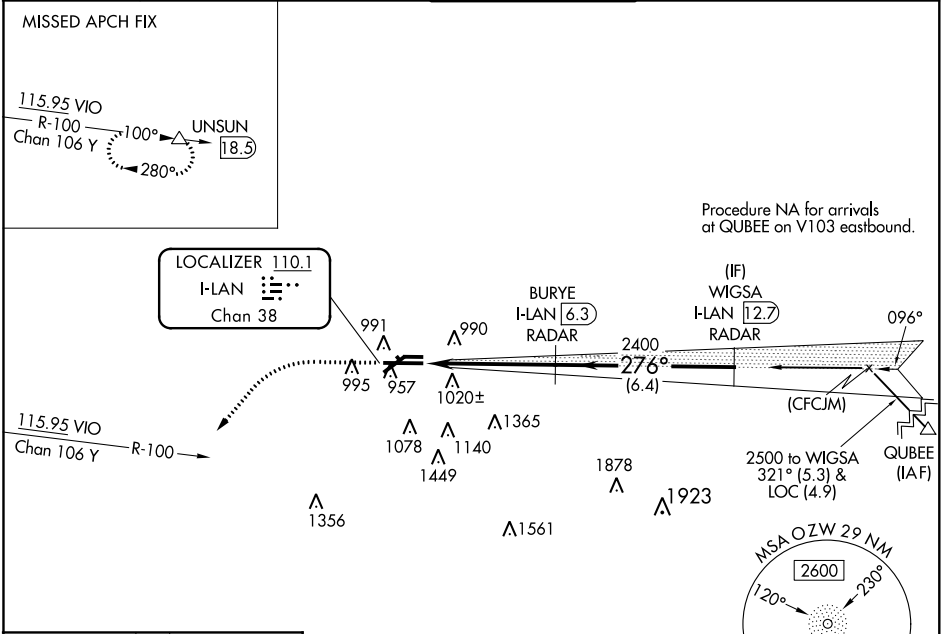 MISSED APCH FIX
115.95 VIO
R-100
Chan 106 Y
100°
UNSUN
18.5
280°
Procedure NA for arrivals
at QUBEE on V103 eastbound.
LOCALIZER 110.1
I-LAN
Chan 38
BURYE
I-LAN 6.3
RADAR
(IF)
WIGSA
I-LAN 12.7
RADAR
096°
991
990
2400
276°
(6.4)
995
957
1020±
(CFCJM)
115.95 VIO
Chan 106 Y
R-100
1078
1140
1365
1449
2500 to WIGSA
321° (5.3) &
LOC (4.9)
QUBEE
(IAF)
1878
1923
1356
1561
MSA OZW 29 NM
2600
120°
230°